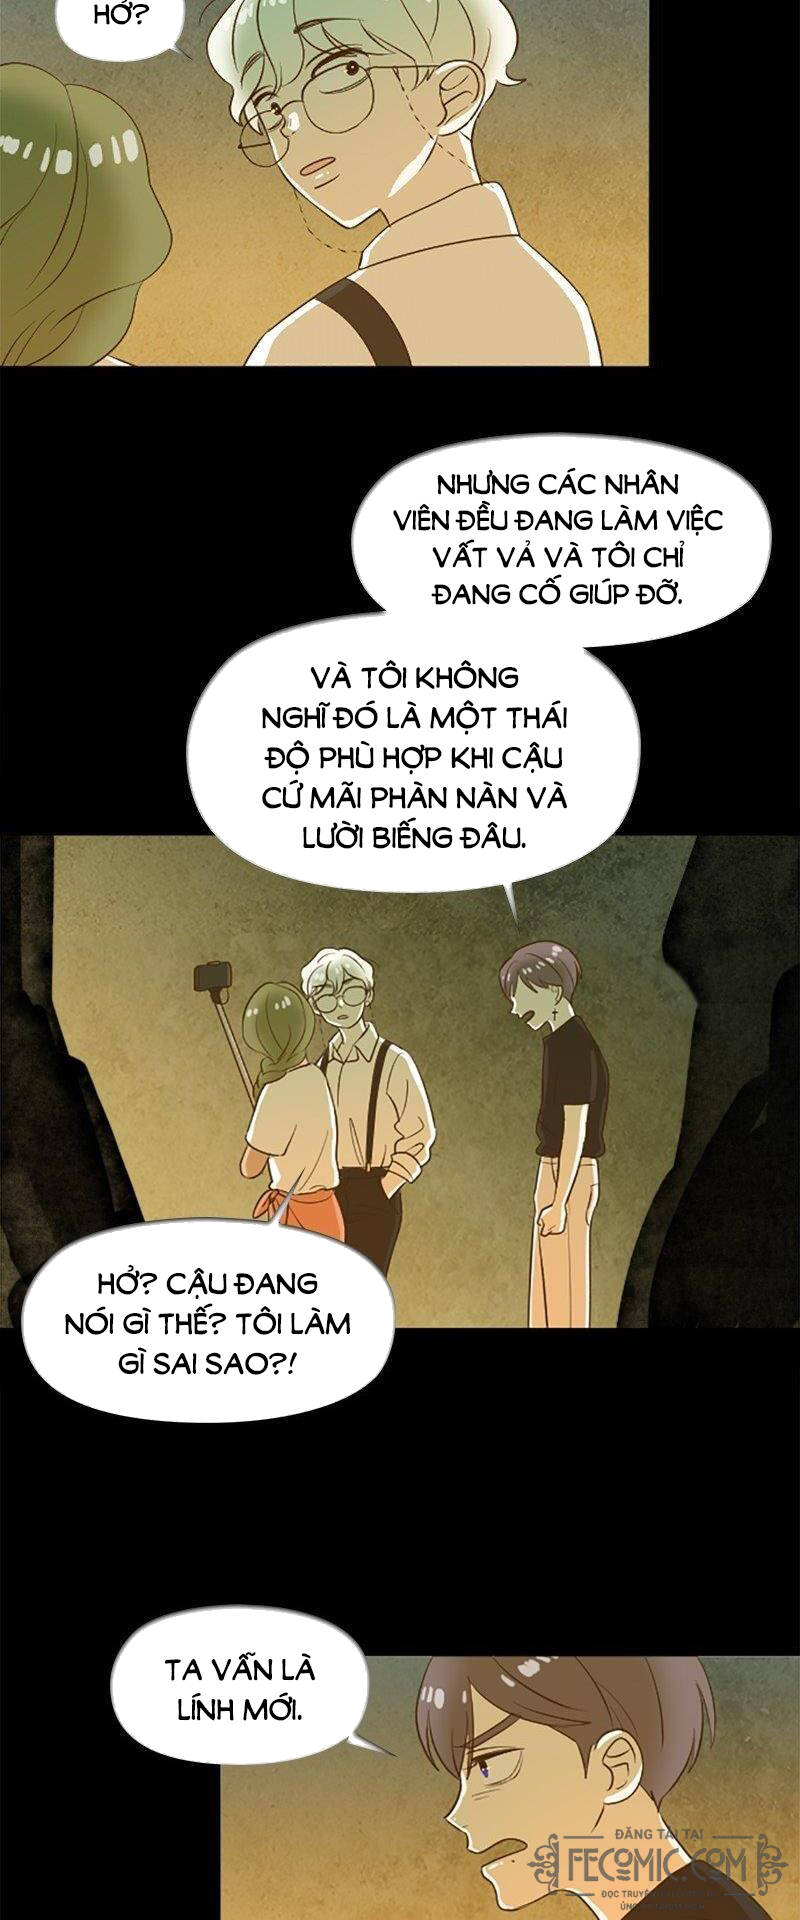 HỞ?
NHƯNG CÁC NHÂN
VIÊN ĐỀU ĐANG LÀM VIỆC
VẤT VẢ VÀ TÔI CHỈ
ĐANG CỐ GIÚP ĐỠ.
VÀ TÔI KHÔNG
NGHĨ ĐÓ LÀ MỘT THÁI
ĐỘ PHÙ HỢP KHI CẬU
CỨ MÃI PHÀN NÀN VÀ
LƯỜI BIẾNG ĐÂU.
HỞ? CẬU ĐANG
NÓI GÌ THẾ? TÔI LÀM
GÌ SAI SAO?!
TA VẪN LÀ
LÍNH MỚI.
ĐĂNG TẢI TẠI
FECOMIC.COM
ĐỌC TRUYỆN